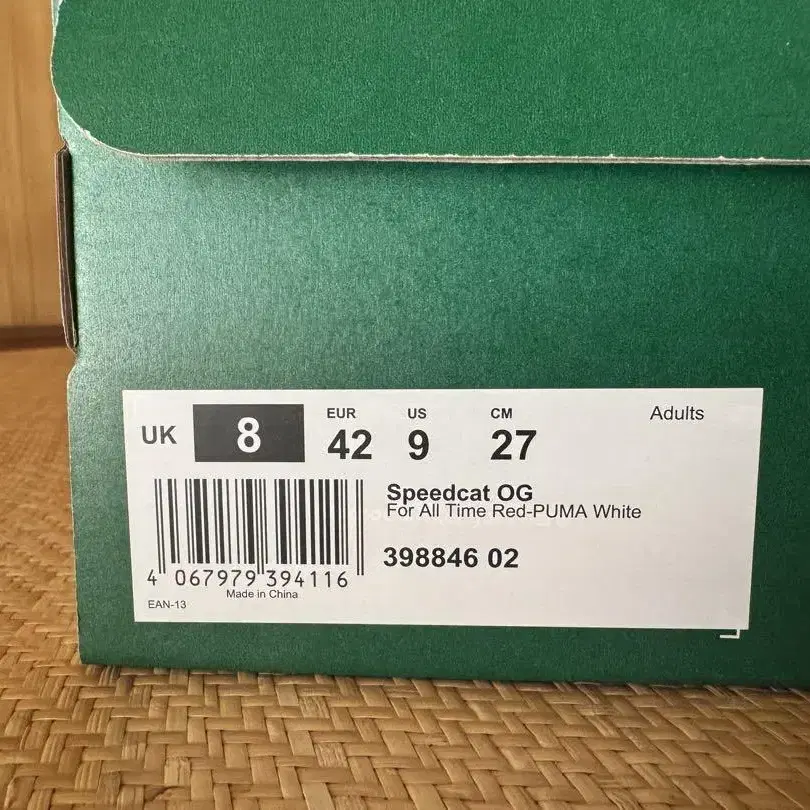 EUR US CM Adults
UK 8 42 9 27
Speedcat OG
For All Time Red-PUMA White
398846 02
4 067979 394116
Made in China
EAN-13